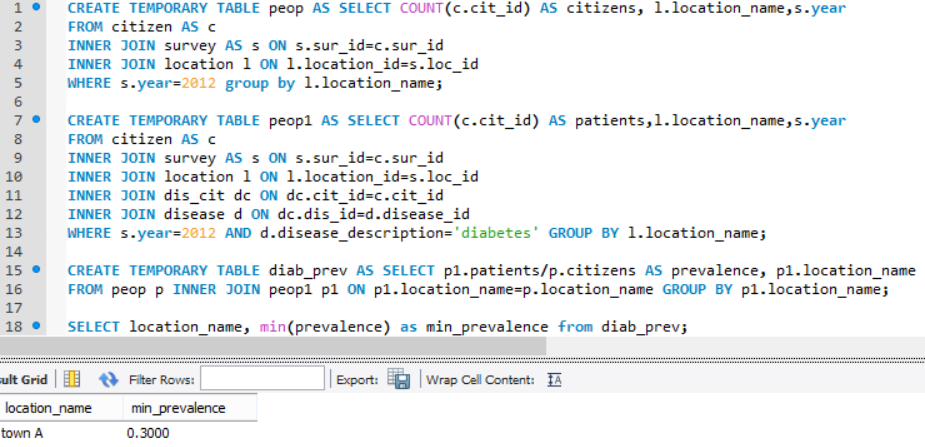 1 CREATE TEMPORARY TABLE peop AS SELECT COUNT(c.cit_id) AS citizens, l.location_name,s.year
2 FROM citizen AS c
3 INNER JOIN survey AS s ON s.sur_id=c.sur_id
4 INNER JOIN location l ON l.location_id=s.loc_id
5 WHERE s.year=2012 group by l.location_name;
6
7 CREATE TEMPORARY TABLE peop1 AS SELECT COUNT(c.cit_id) AS patients,l.location_name,s.year
8 FROM citizen AS c
9 INNER JOIN survey AS s ON s.sur_id=c.sur_id
10 INNER JOIN location l ON l.location_id=s.loc_id
11 INNER JOIN dis_cit dc ON dc.cit_id=c.cit_id
12 INNER JOIN disease d ON dc.dis_id=d.disease_id
13 WHERE s.year=2012 AND d.disease_description='diabetes' GROUP BY l.location_name;
14
15 CREATE TEMPORARY TABLE diab_prev AS SELECT p1.patients/p.citizens AS prevalence, p1.location_name
16 FROM peop p INNER JOIN peop1 p1 ON p1.location_name=p.location_name GROUP BY p1.location_name;
17
18 SELECT location_name, min(prevalence) as min_prevalence from diab_prev;
sult Grid Filter Rows: Export: Wrap Cell Content: IA
location_name min_prevalence
town A 0.3000